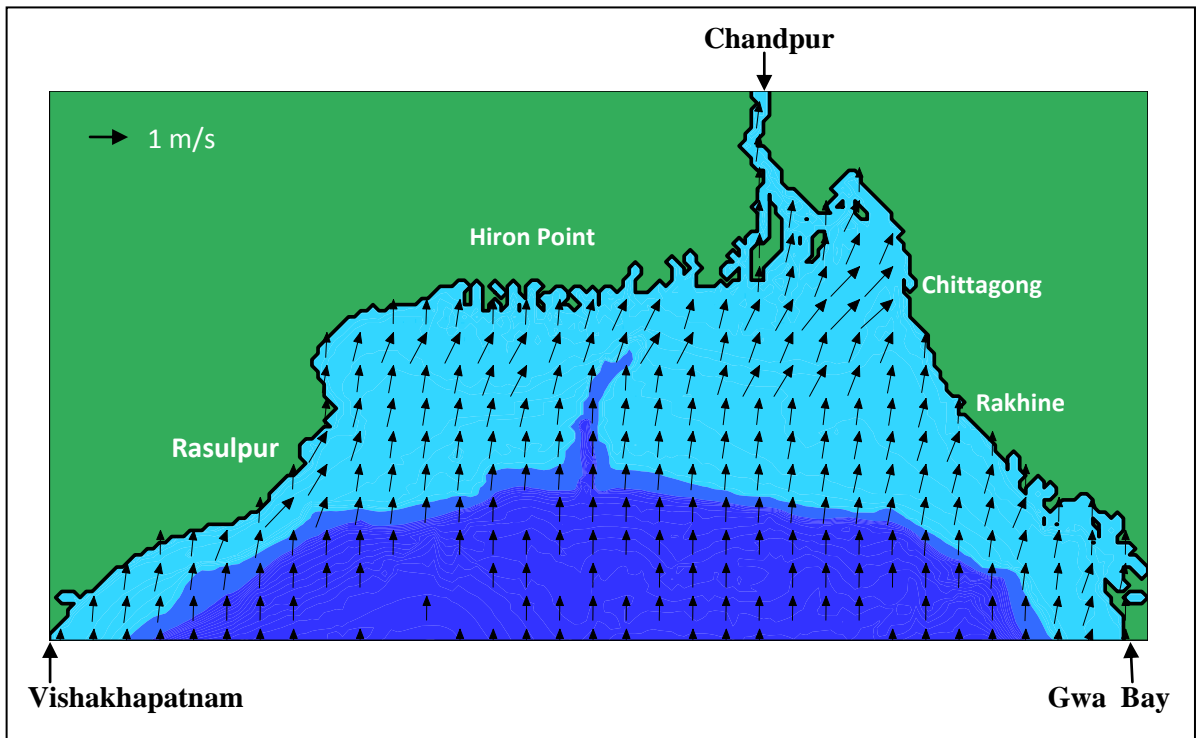 Chandpur
1 m/s
Hiron Point
Chittagong
Rakhine
Rasulpur
Vishakhapatnam
Gwa Bay